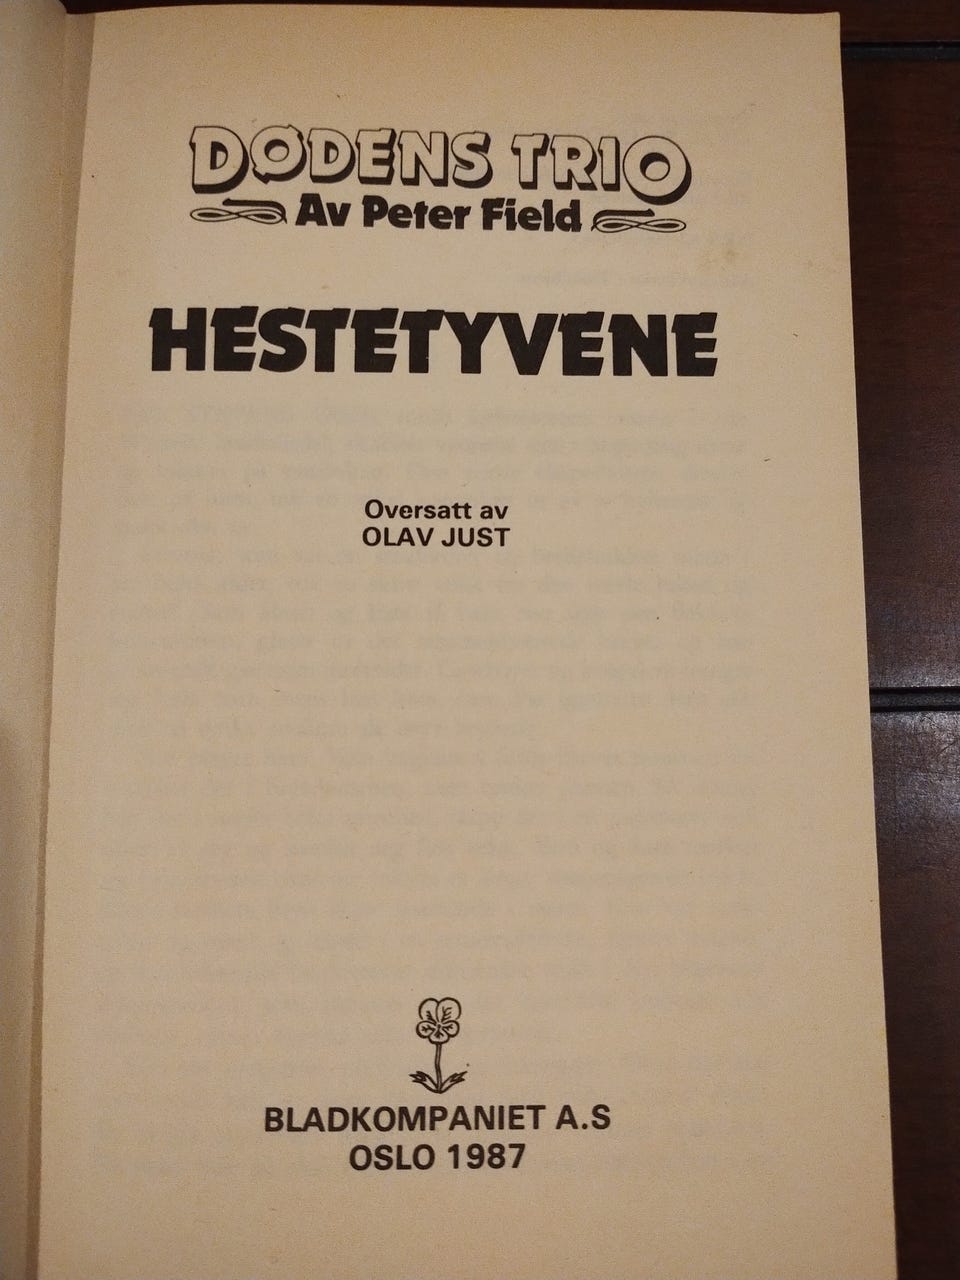 DØDENS TRIO
Av Peter Field
HESTETYVENE
Oversatt av
OLAV JUST
BLADKOMPANIET A.S
OSLO 1987